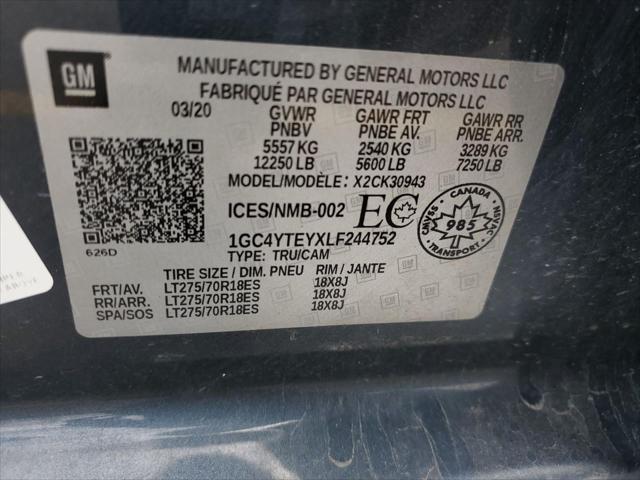 GM
MANUFACTURED BY GENERAL MOTORS LLC
FABRIQUÉ PAR GENERAL MOTORS LLC
03/20 GVWR GAWR FRT GAWR RR
PNBV PNBE AV. PNBE ARR.
5557 KG 2540 KG 3289 KG
12250 LB 5600 LB 7250 LB
MODEL/MODÈLE: X2CK30943
ICES/NMB-002 EC
CANADA
CMVSS 985 NSVAC
626D
1GC4YTEYXLF244752
TYPE: TRU/CAM
TIRE SIZE / DIM. PNEU RIM / JANTE
FRT/AV. LT275/70R18ES 18X8J
RR/ARR. LT275/70R18ES 18X8J
SPA/SOS LT275/70R18ES 18X8J